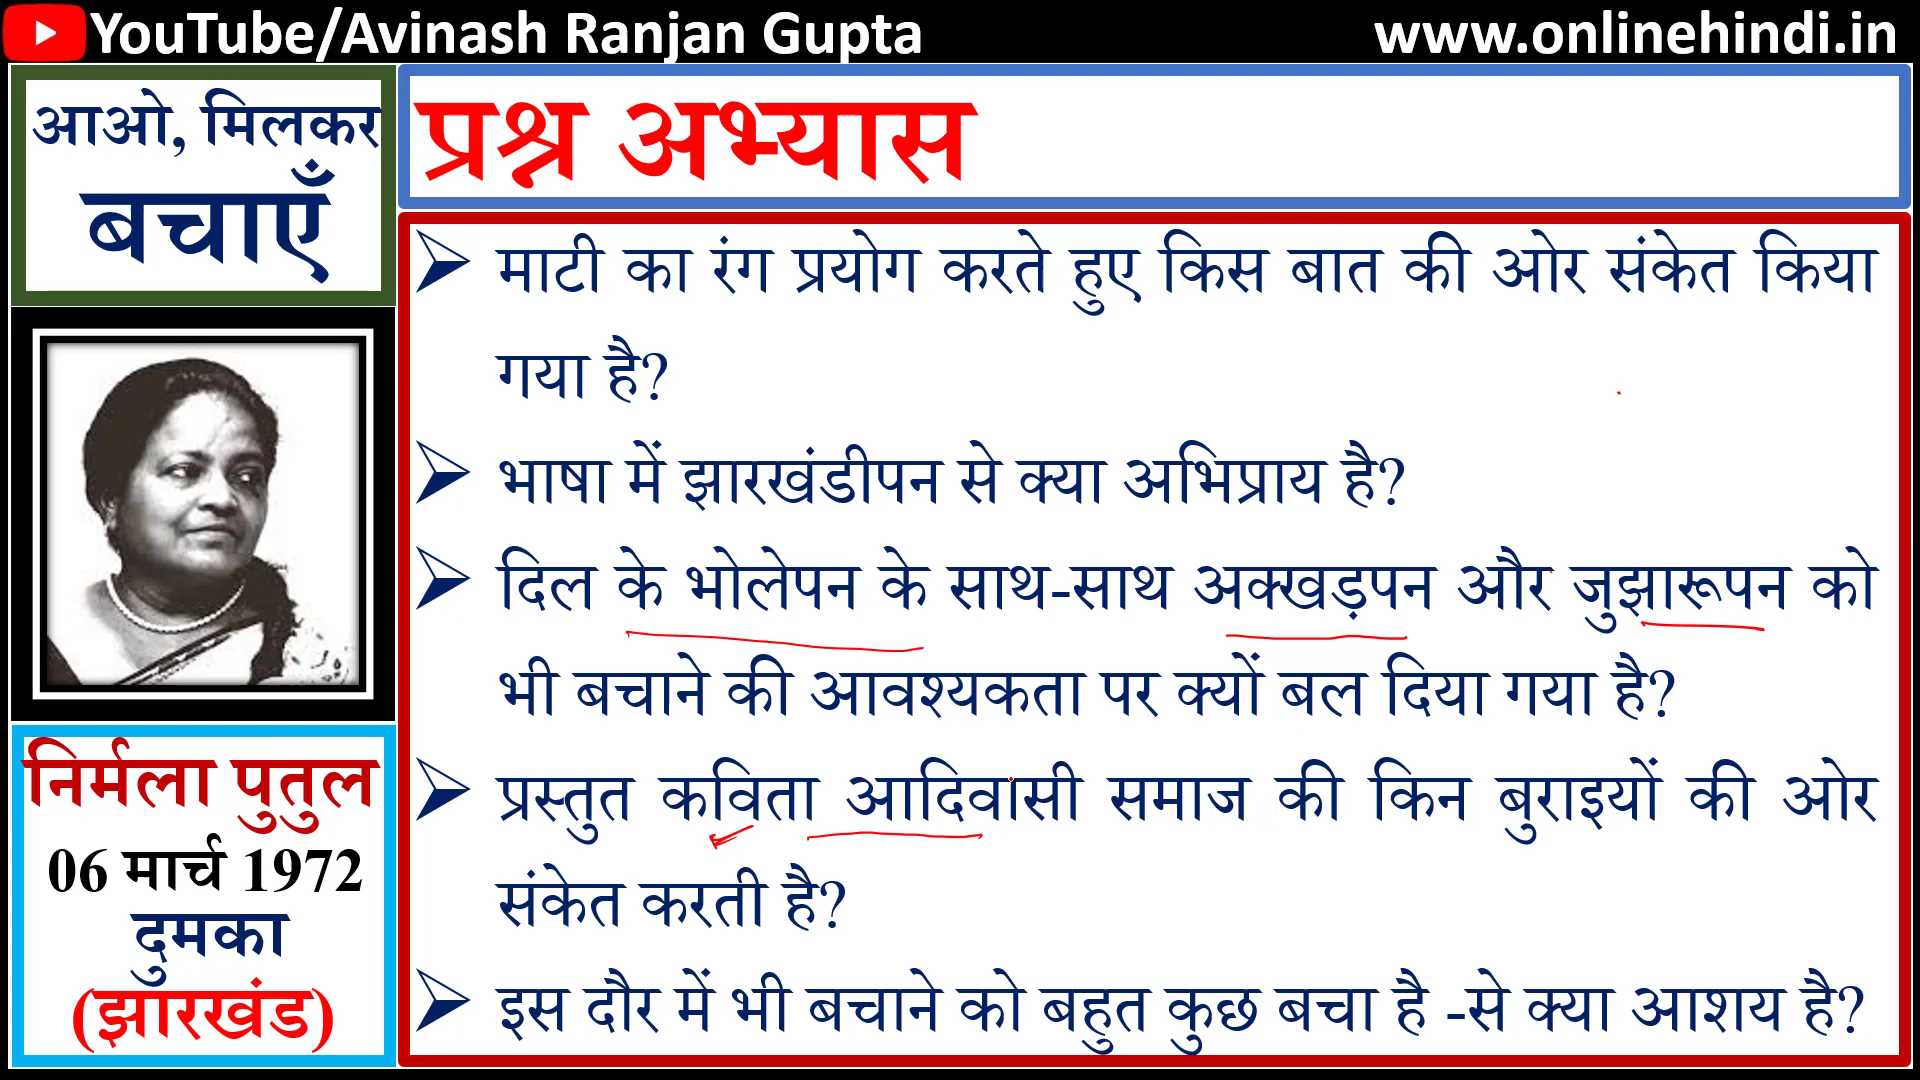 YouTube/Avinash Ranjan Gupta
www.onlinehindi.in
आओ, मिलकर
बचाएँ
प्रश्न अभ्यास
माटी का रंग प्रयोग करते हुए किस बात की ओर संकेत किया
गया है?
भाषा में झारखंडीपन से क्या अभिप्राय है?
दिल के भोलेपन के साथ-साथ अक्खड़पन और जुझारूपन को
भी बचाने की आवश्यकता पर क्यों बल दिया गया है?
प्रस्तुत कविता आदिवासी समाज की किन बुराइयों की ओर
संकेत करती है?
इस दौर में भी बचाने को बहुत कुछ बचा है -से क्या आशय है?
निर्मला पुतुल
06 मार्च 1972
दुमका
(झारखंड)